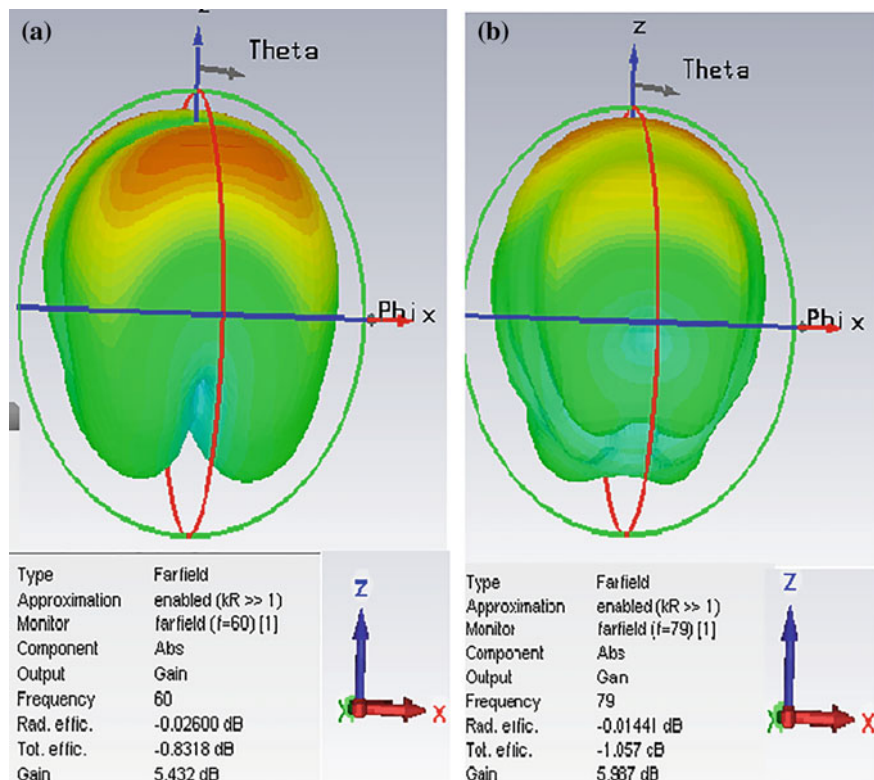 (a)
z
Theta
Phi x
Type Farfield
Approximation enabled (kR >> 1)
Monitor farfield (f=60) [1]
Component Abs
Output Gain
Frequency 60
Rad. effic. -0.02600 dB
Tot. effic. -0.8318 dB
Gain 5.432 dB
Z
X
(b)
z
Theta
Phi x
Type Farfield
Approximation enabled (kR >> 1)
Monitor farfield (f=79) [1]
Component Abs
Output Gan
Frequency 79
Rad. effic. -0.01441 dB
Tot. effic. -1.057 cB
Gain 5.987 dB
Z
X